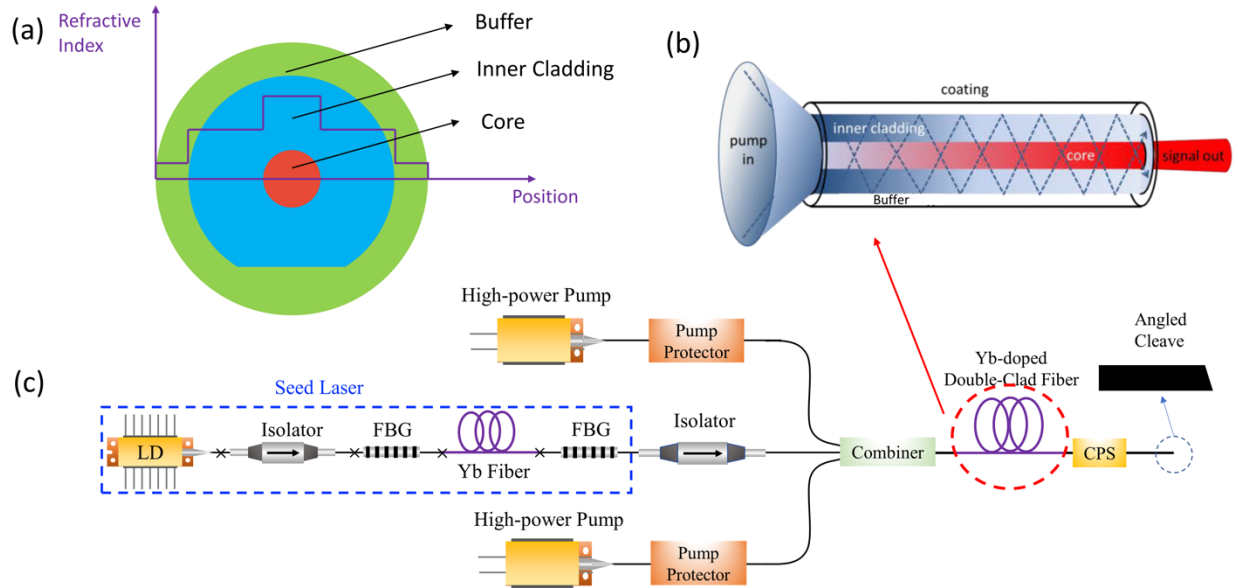 (a)
Refractive
Index
Buffer
Inner Cladding
Core
Position
(b)
coating
inner cladding
pump
in
core
signal out
Buffer
(c)
High-power Pump
Pump
Protector
Seed Laser
LD
Isolator
FBG
Yb Fiber
FBG
Isolator
Combiner
Yb-doped
Double-Clad Fiber
CPS
Angled
Cleave
High-power Pump
Pump
Protector